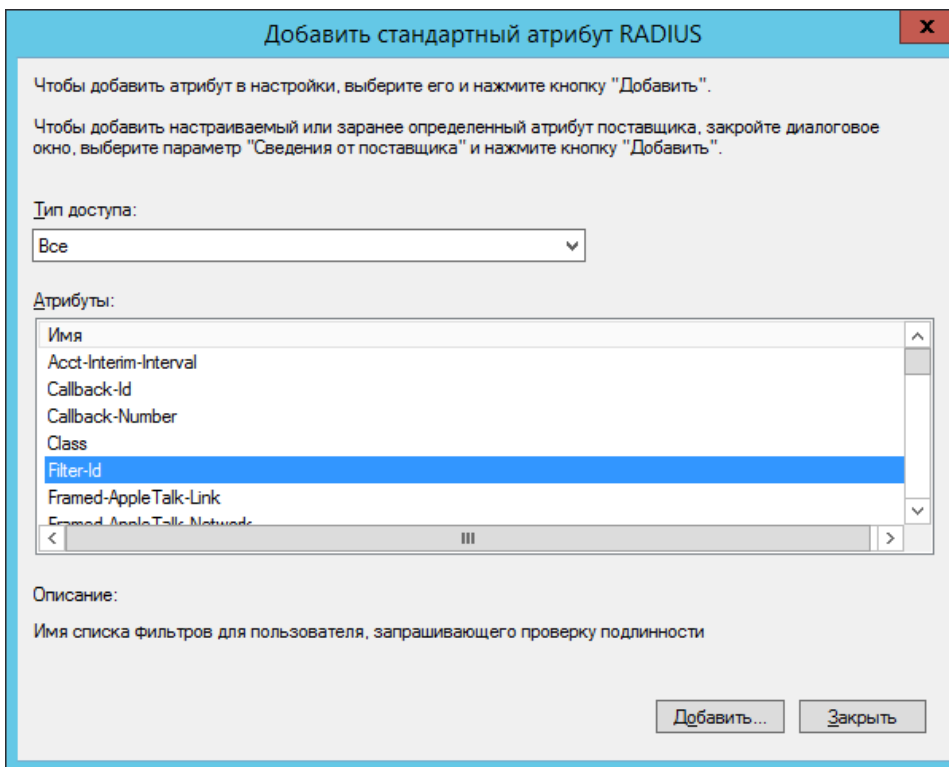 Добавить стандартный атрибут RADIUS
x
Чтобы добавить атрибут в настройки, выберите его и нажмите кнопку "Добавить".
Чтобы добавить настраиваемый или заранее определенный атрибут поставщика, закройте диалоговое
окно, выберите параметр "Сведения от поставщика" и нажмите кнопку "Добавить".
Тип доступа:
Все
Атрибуты:
Имя
Acct-Interim-Interval
Callback-Id
Callback-Number
Class
Filter-Id
Framed-AppleTalk-Link
Framed-AppleTalk-Network
Описание:
Имя списка фильтров для пользователя, запрашивающего проверку подлинности
Добавить... Закрыть